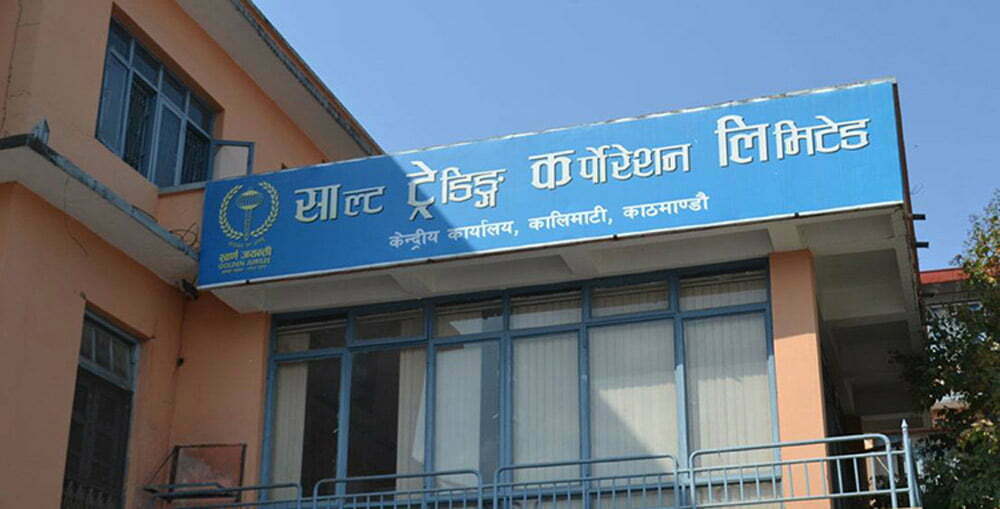 साल्ट ट्रेडिङ्ग कर्पोरेशन लिमिटेड
केन्द्रीय कार्यालय, कालिमाटी, काठमाण्डौ
स्वर्ण जयन्ती
GOLDEN JUBILEE